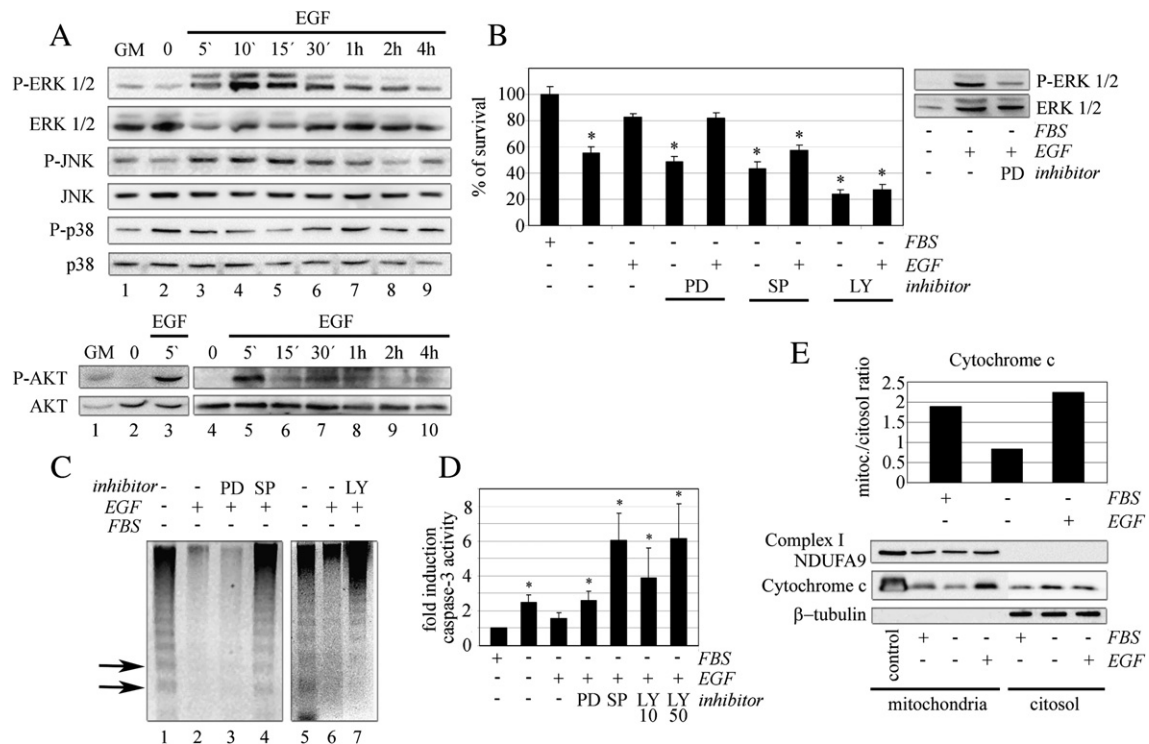 A
EGF
GM 0 5` 10` 15´ 30´ 1h 2h 4h
P-ERK 1/2
ERK 1/2
P-JNK
JNK
P-p38
p38
1 2 3 4 5 6 7 8 9
EGF EGF
GM 0 5` 0 5` 15´ 30´ 1h 2h 4h
P-AKT
AKT
1 2 3 4 5 6 7 8 9 10
B
% of survival
100
80
60
40
20
0
* * * * * *
+ - - - - - - - - FBS
- - + - + - + - + EGF
- - - PD SP LY inhibitor
P-ERK 1/2
ERK 1/2
- - - FBS
- + + EGF
- - PD inhibitor
C
inhibitor - - PD SP - - LY
EGF - + + + - + +
FBS - - - - - - -
1 2 3 4 5 6 7
D
fold induction
caspase-3 activity
8
6
4
2
0
* * * * *
+ - - - - - - FBS
- - + + + + + EGF
- - - PD SP LY LY inhibitor
10 50
E
Cytochrome c
mitoc./citosol ratio
2.5
2
1.5
1
0.5
+ - - FBS
- - + EGF
Complex I
NDUFA9
Cytochrome c
β-tubulin
control + - - + - - FBS
- - + - - + EGF
mitochondria citosol